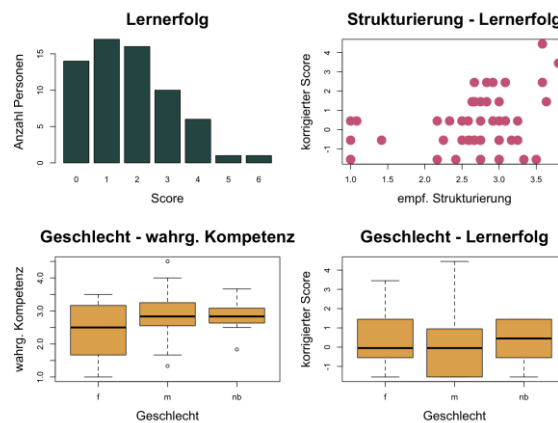 Lernerfolg
Anzahl Personen
15
10
5
0
0 1 2 3 4 5 6
Score
Strukturierung - Lernerfolg
korrigierter Score
4
3
2
1
0
-1
1.0 1.5 2.0 2.5 3.0 3.5
empf. Strukturierung
Geschlecht - wahrg. Kompetenz
wahrg. Kompetenz
4.0
3.0
2.0
1.0
f m nb
Geschlecht
Geschlecht - Lernerfolg
korrigierter Score
4
3
2
1
0
-1
f m nb
Geschlecht